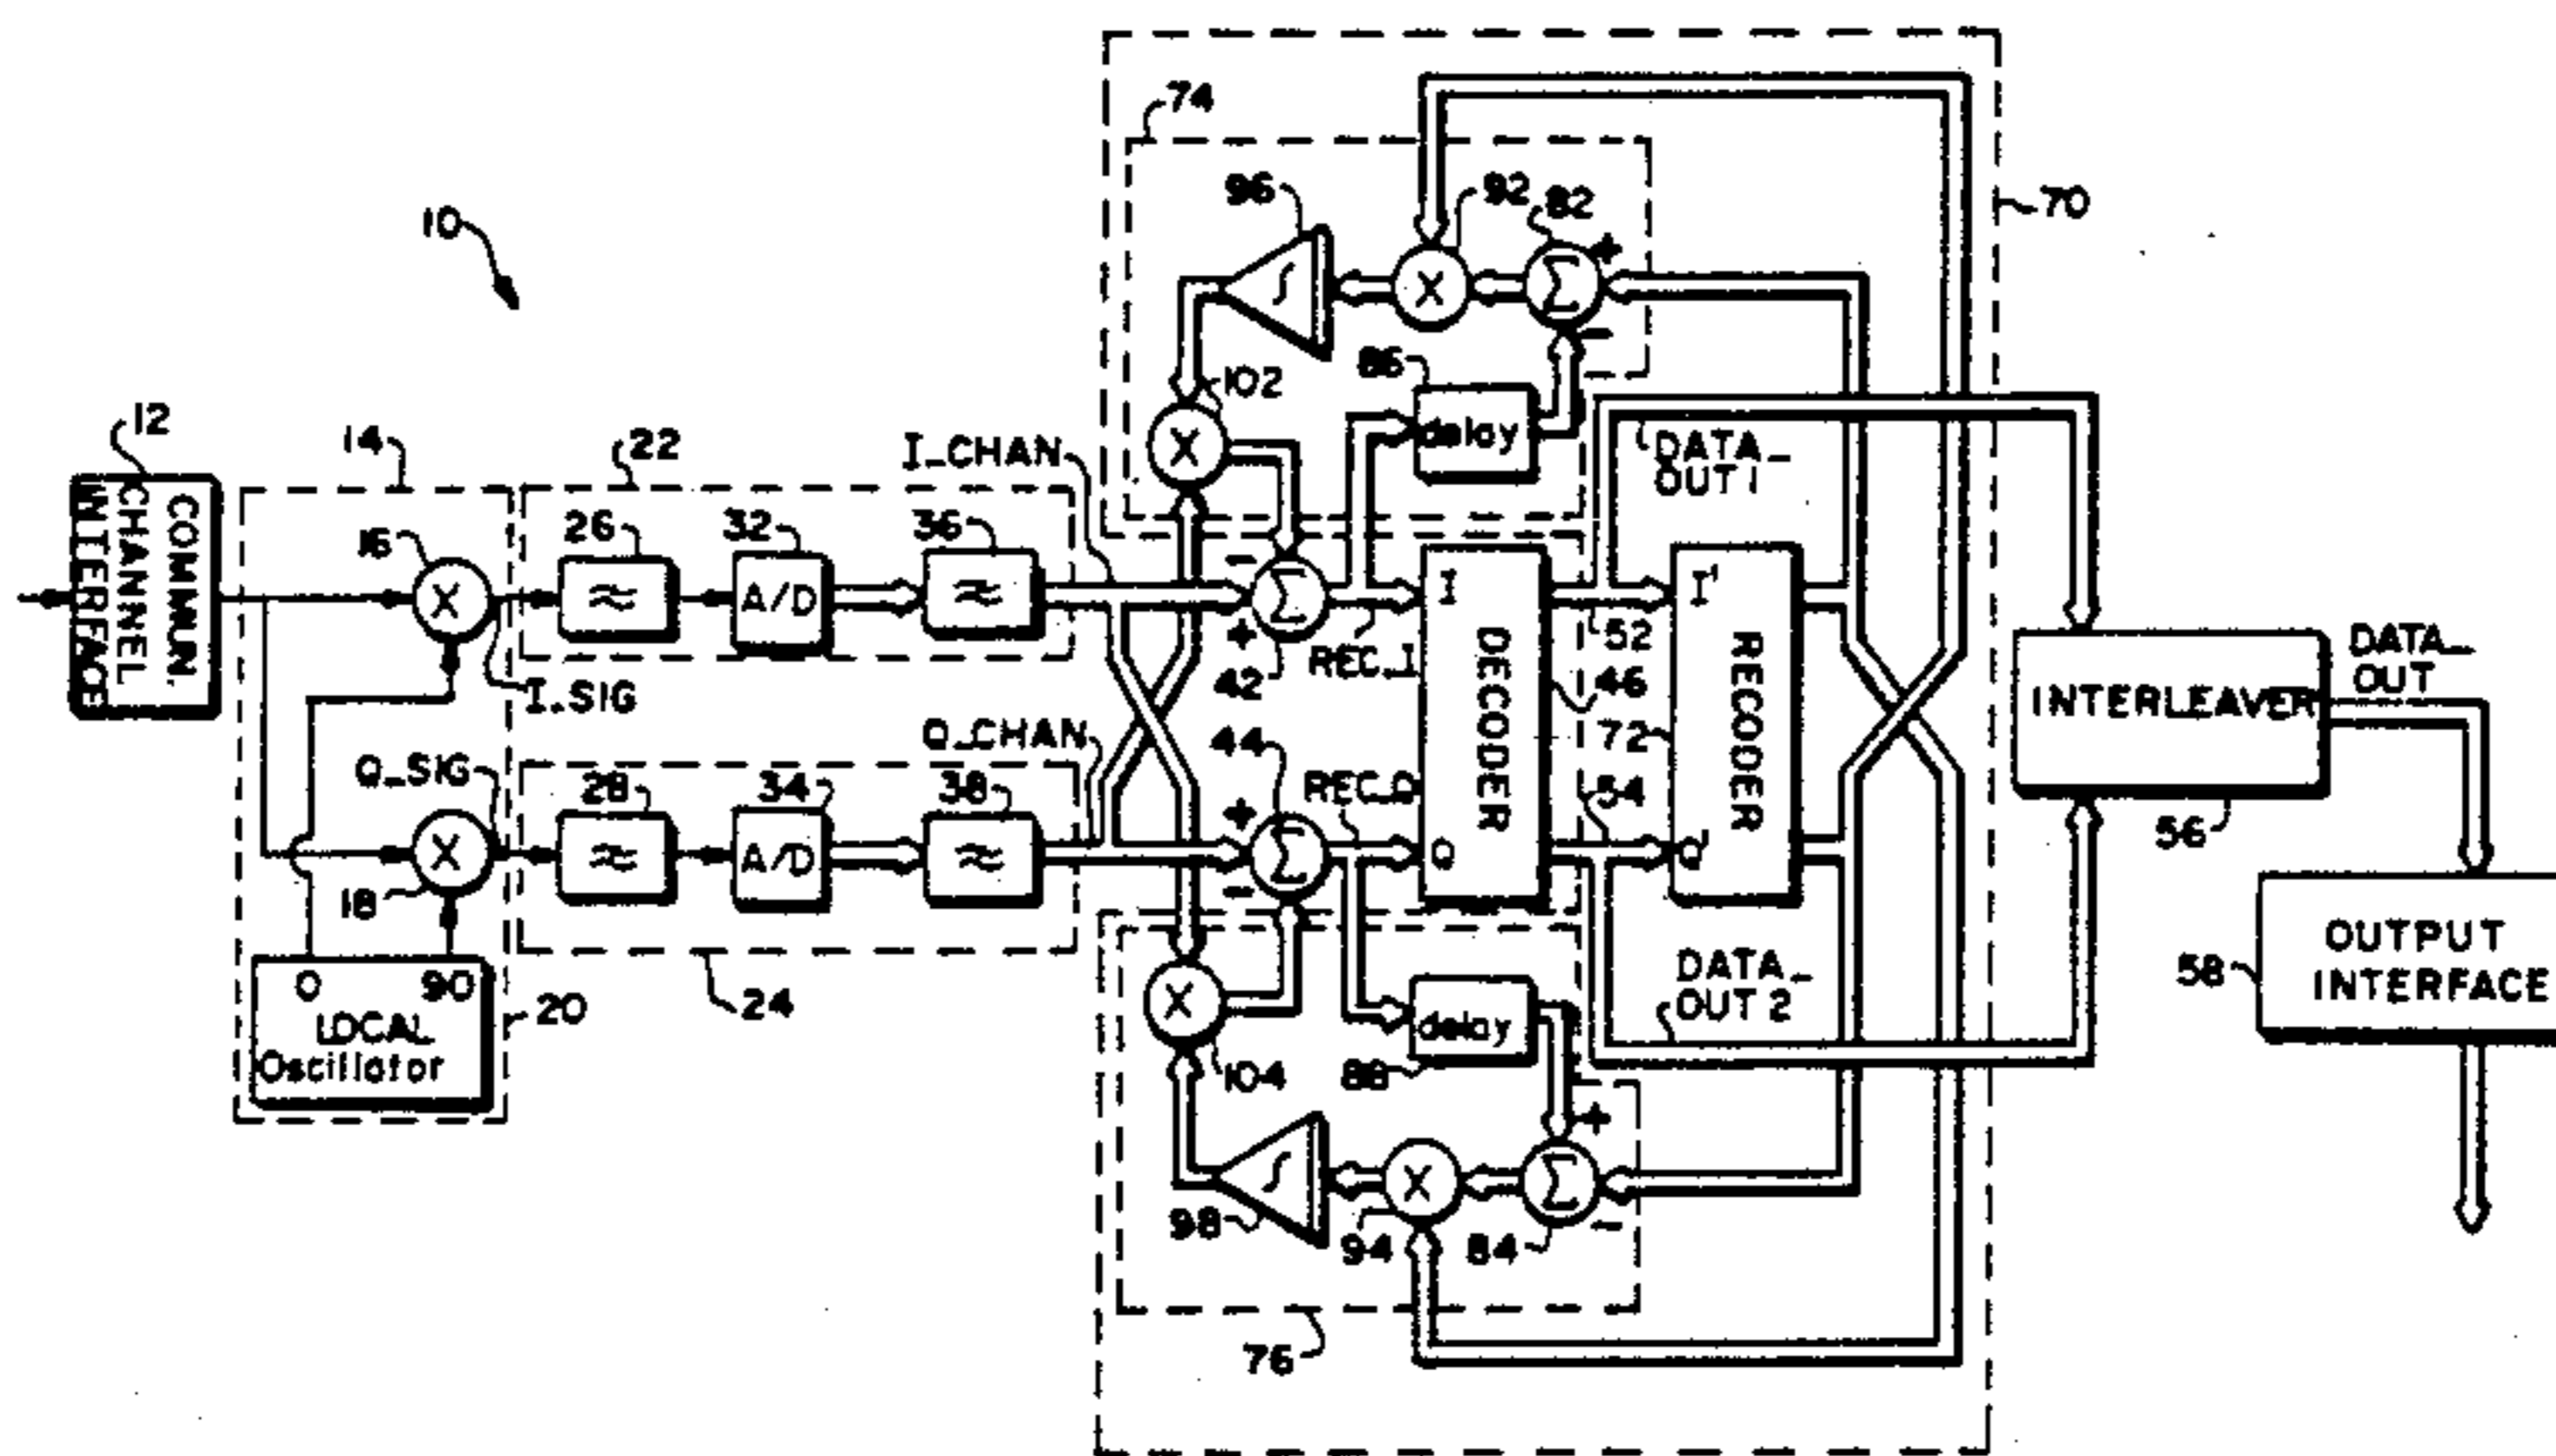 10
12
COMMUN.
CHANNEL
INTERFACE
14
16
I_SIG
Q_SIG
18
0
90
LOCAL
Oscillator
20
22
26
32
A/D
36
I_CHAN
Q_CHAN
28
34
A/D
38
24
74
96
92
82
+
-
86
delay
102
X
X
Σ
-
+
Σ
42
REC_I
I
DECODER
Q
46
44
+
-
Σ
REC_Q
52
54
I'
RECODER
Q'
72
DATA_
OUT 1
70
INTERLEAVER
56
DATA_
OUT
OUTPUT
INTERFACE
58
DATA_
OUT 2
X
104
88
delay
98
X
94
Σ
84
+
-
76
X
X